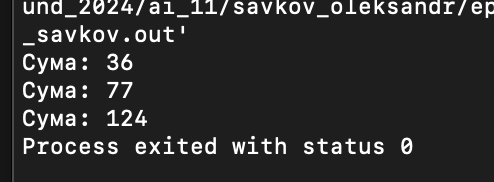 und_2024/ai_11/savkov_oleksandr/ep
_savkov.out'
Сума: 36
Сума: 77
Сума: 124
Process exited with status 0